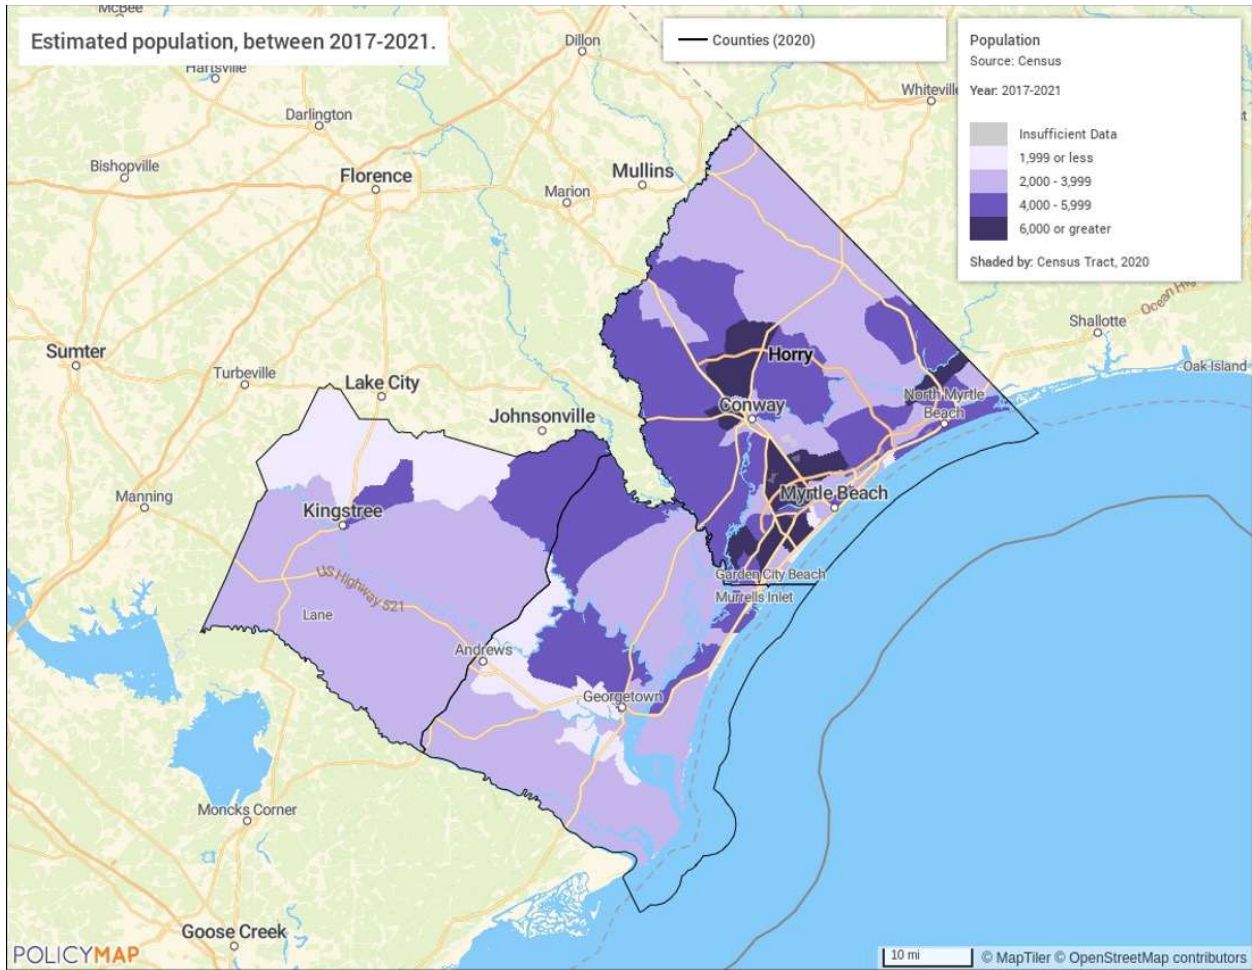 McBee
Estimated population, between 2017-2021.
Dillon
Counties (2020)
Population
Source: Census
Year: 2017-2021
Insufficient Data
1,999 or less
2,000 - 3,999
4,000 - 5,999
6,000 or greater
Shaded by: Census Tract, 2020
Hartsville
Whiteville
Darlington
Bishopville
Florence
Mullins
Marion
Ocean Hig
Shallotte
Sumter
Horry
Oak Island
Turbeville
Lake City
North Myrtle
Beach
Conway
Johnsonville
Manning
Myrtle Beach
Kingstree
US Highway 521
Garden City Beach
Murrells Inlet
Lane
Andrews
Georgetown
Moncks Corner
Goose Creek
POLICYMAP
10 mi
© MapTiler © OpenStreetMap contributors